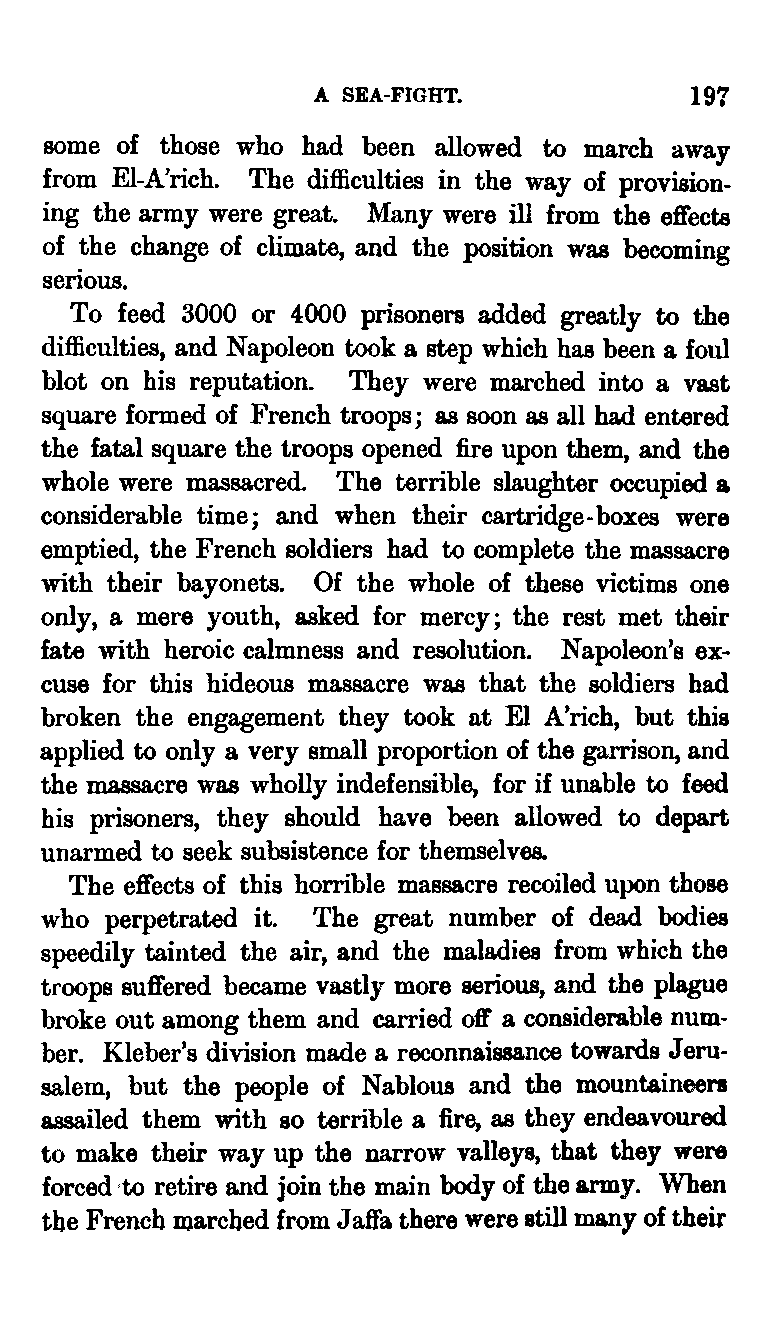 A SEA-FIGHT. 197
some of those who had been allowed to march away
from El-A'rich. The difficulties in the way of provision-
ing the army were great. Many were ill from the effects
of the change of climate, and the position was becoming
serious.
To feed 3000 or 4000 prisoners added greatly to the
difficulties, and Napoleon took a step which has been a foul
blot on his reputation. They were marched into a vast
square formed of French troops; as soon as all had entered
the fatal square the troops opened fire upon them, and the
whole were massacred. The terrible slaughter occupied a
considerable time; and when their cartridge-boxes were
emptied, the French soldiers had to complete the massacre
with their bayonets. Of the whole of these victims one
only, a mere youth, asked for mercy; the rest met their
fate with heroic calmness and resolution. Napoleon's ex-
cuse for this hideous massacre was that the soldiers had
broken the engagement they took at El A'rich, but this
applied to only a very small proportion of the garrison, and
the massacre was wholly indefensible, for if unable to feed
his prisoners, they should have been allowed to depart
unarmed to seek subsistence for themselves.
The effects of this horrible massacre recoiled upon those
who perpetrated it. The great number of dead bodies
speedily tainted the air, and the maladies from which the
troops suffered became vastly more serious, and the plague
broke out among them and carried off a considerable num-
ber. Kleber's division made a reconnaissance towards Jeru-
salem, but the people of Nablous and the mountaineers
assailed them with so terrible a fire, as they endeavoured
to make their way up the narrow valleys, that they were
forced to retire and join the main body of the army. When
the French marched from Jaffa there were still many of their